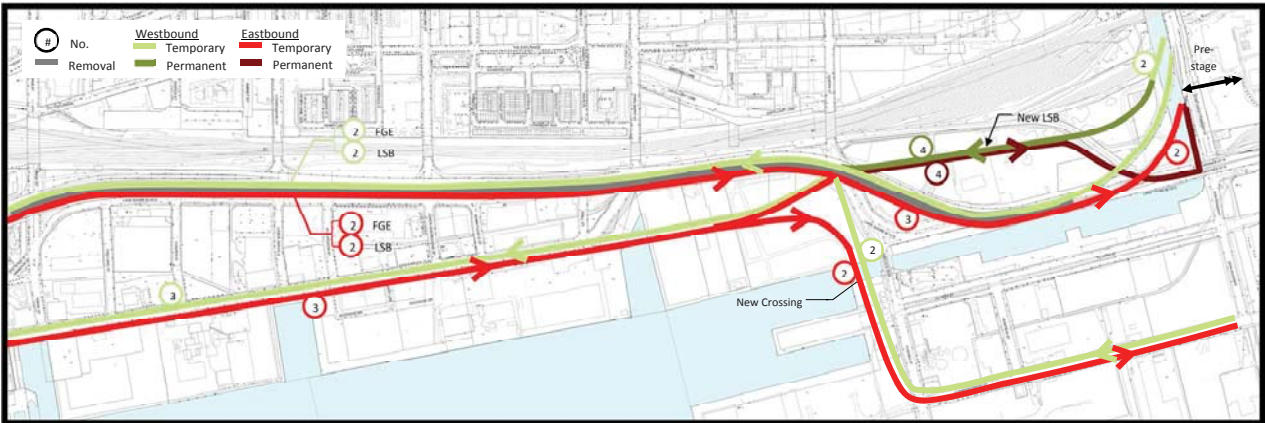 # No.
Removal
Westbound
Temporary
Permanent
Eastbound
Temporary
Permanent
2
Pre-
stage
2 FGE
2 LSB
New LSB
4
4
2
2 FGE
2 LSB
3
2
2
New Crossing
3
3